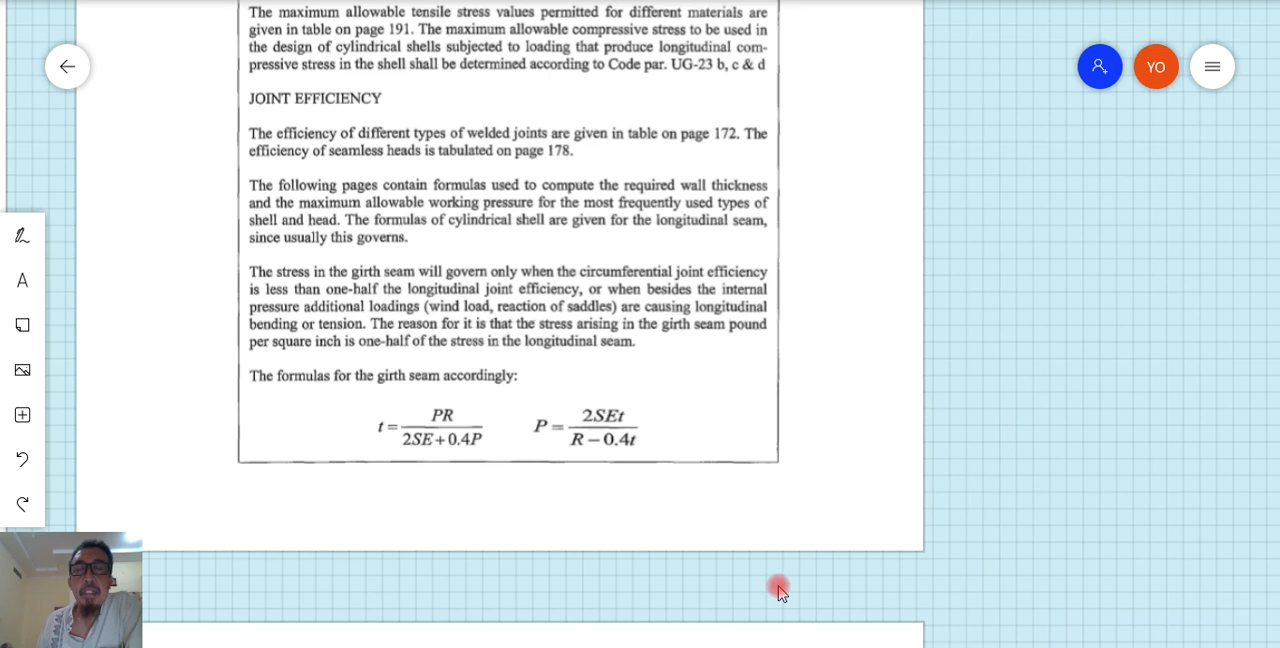 The maximum allowable tensile stress values permitted for different materials are
given in table on page 191. The maximum allowable compressive stress to be used in
the design of cylindrical shells subjected to loading that produce longitudinal com-
pressive stress in the shell shall be determined according to Code par. UG-23 b, c & d
JOINT EFFICIENCY
The efficiency of different types of welded joints are given in table on page 172. The
efficiency of seamless heads is tabulated on page 178.
The following pages contain formulas used to compute the required wall thickness
and the maximum allowable working pressure for the most frequently used types of
shell and head. The formulas of cylindrical shell are given for the longitudinal seam,
since usually this governs.
The stress in the girth seam will govern only when the circumferential joint efficiency
is less than one-half the longitudinal joint efficiency, or when besides the internal
pressure additional loadings (wind load, reaction of saddles) are causing longitudinal
bending or tension. The reason for it is that the stress arising in the girth seam pound
per square inch is one-half of the stress in the longitudinal seam.
The formulas for the girth seam accordingly:
t = PR / 2SE + 0.4P P = 2SEt / R − 0.4t
YO
A